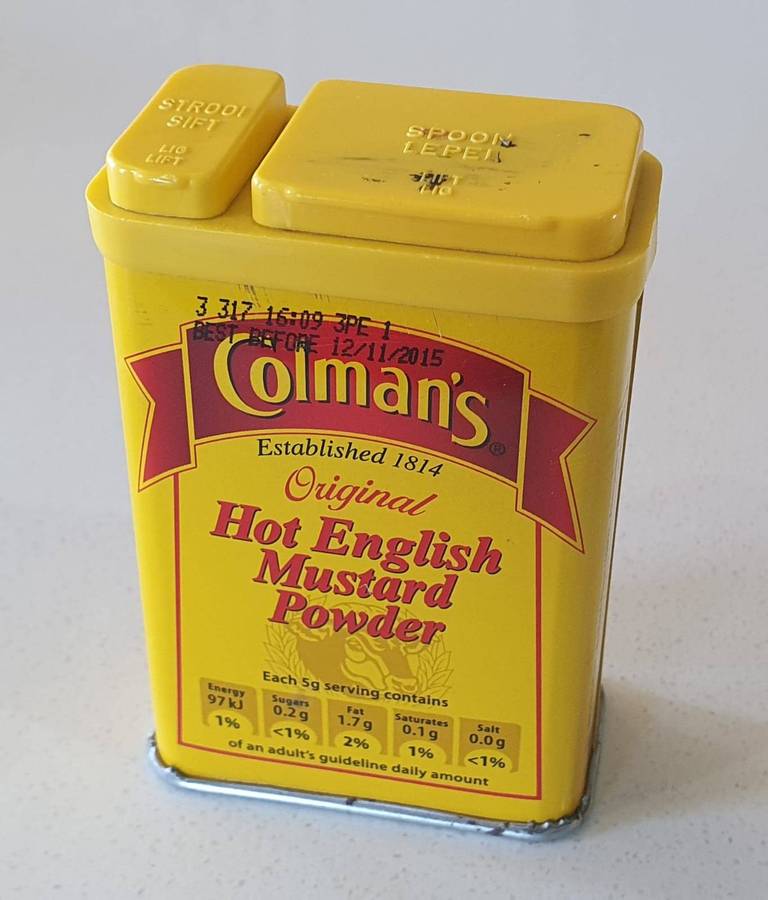 STROOI
SIFT
LIG
LIFT
SPOON
LEPEL
LIG
3 317 16:09 3PE 1
BEST BEFORE 12/11/2015
Colman's®
Established 1814
Original
Hot English
Mustard
Powder
Each 5g serving contains
Energy
97kJ
1%
Sugars
0.2g
<1%
Fat
1.7g
2%
Saturates
0.1g
1%
Salt
0.0g
<1%
of an adult's guideline daily amount